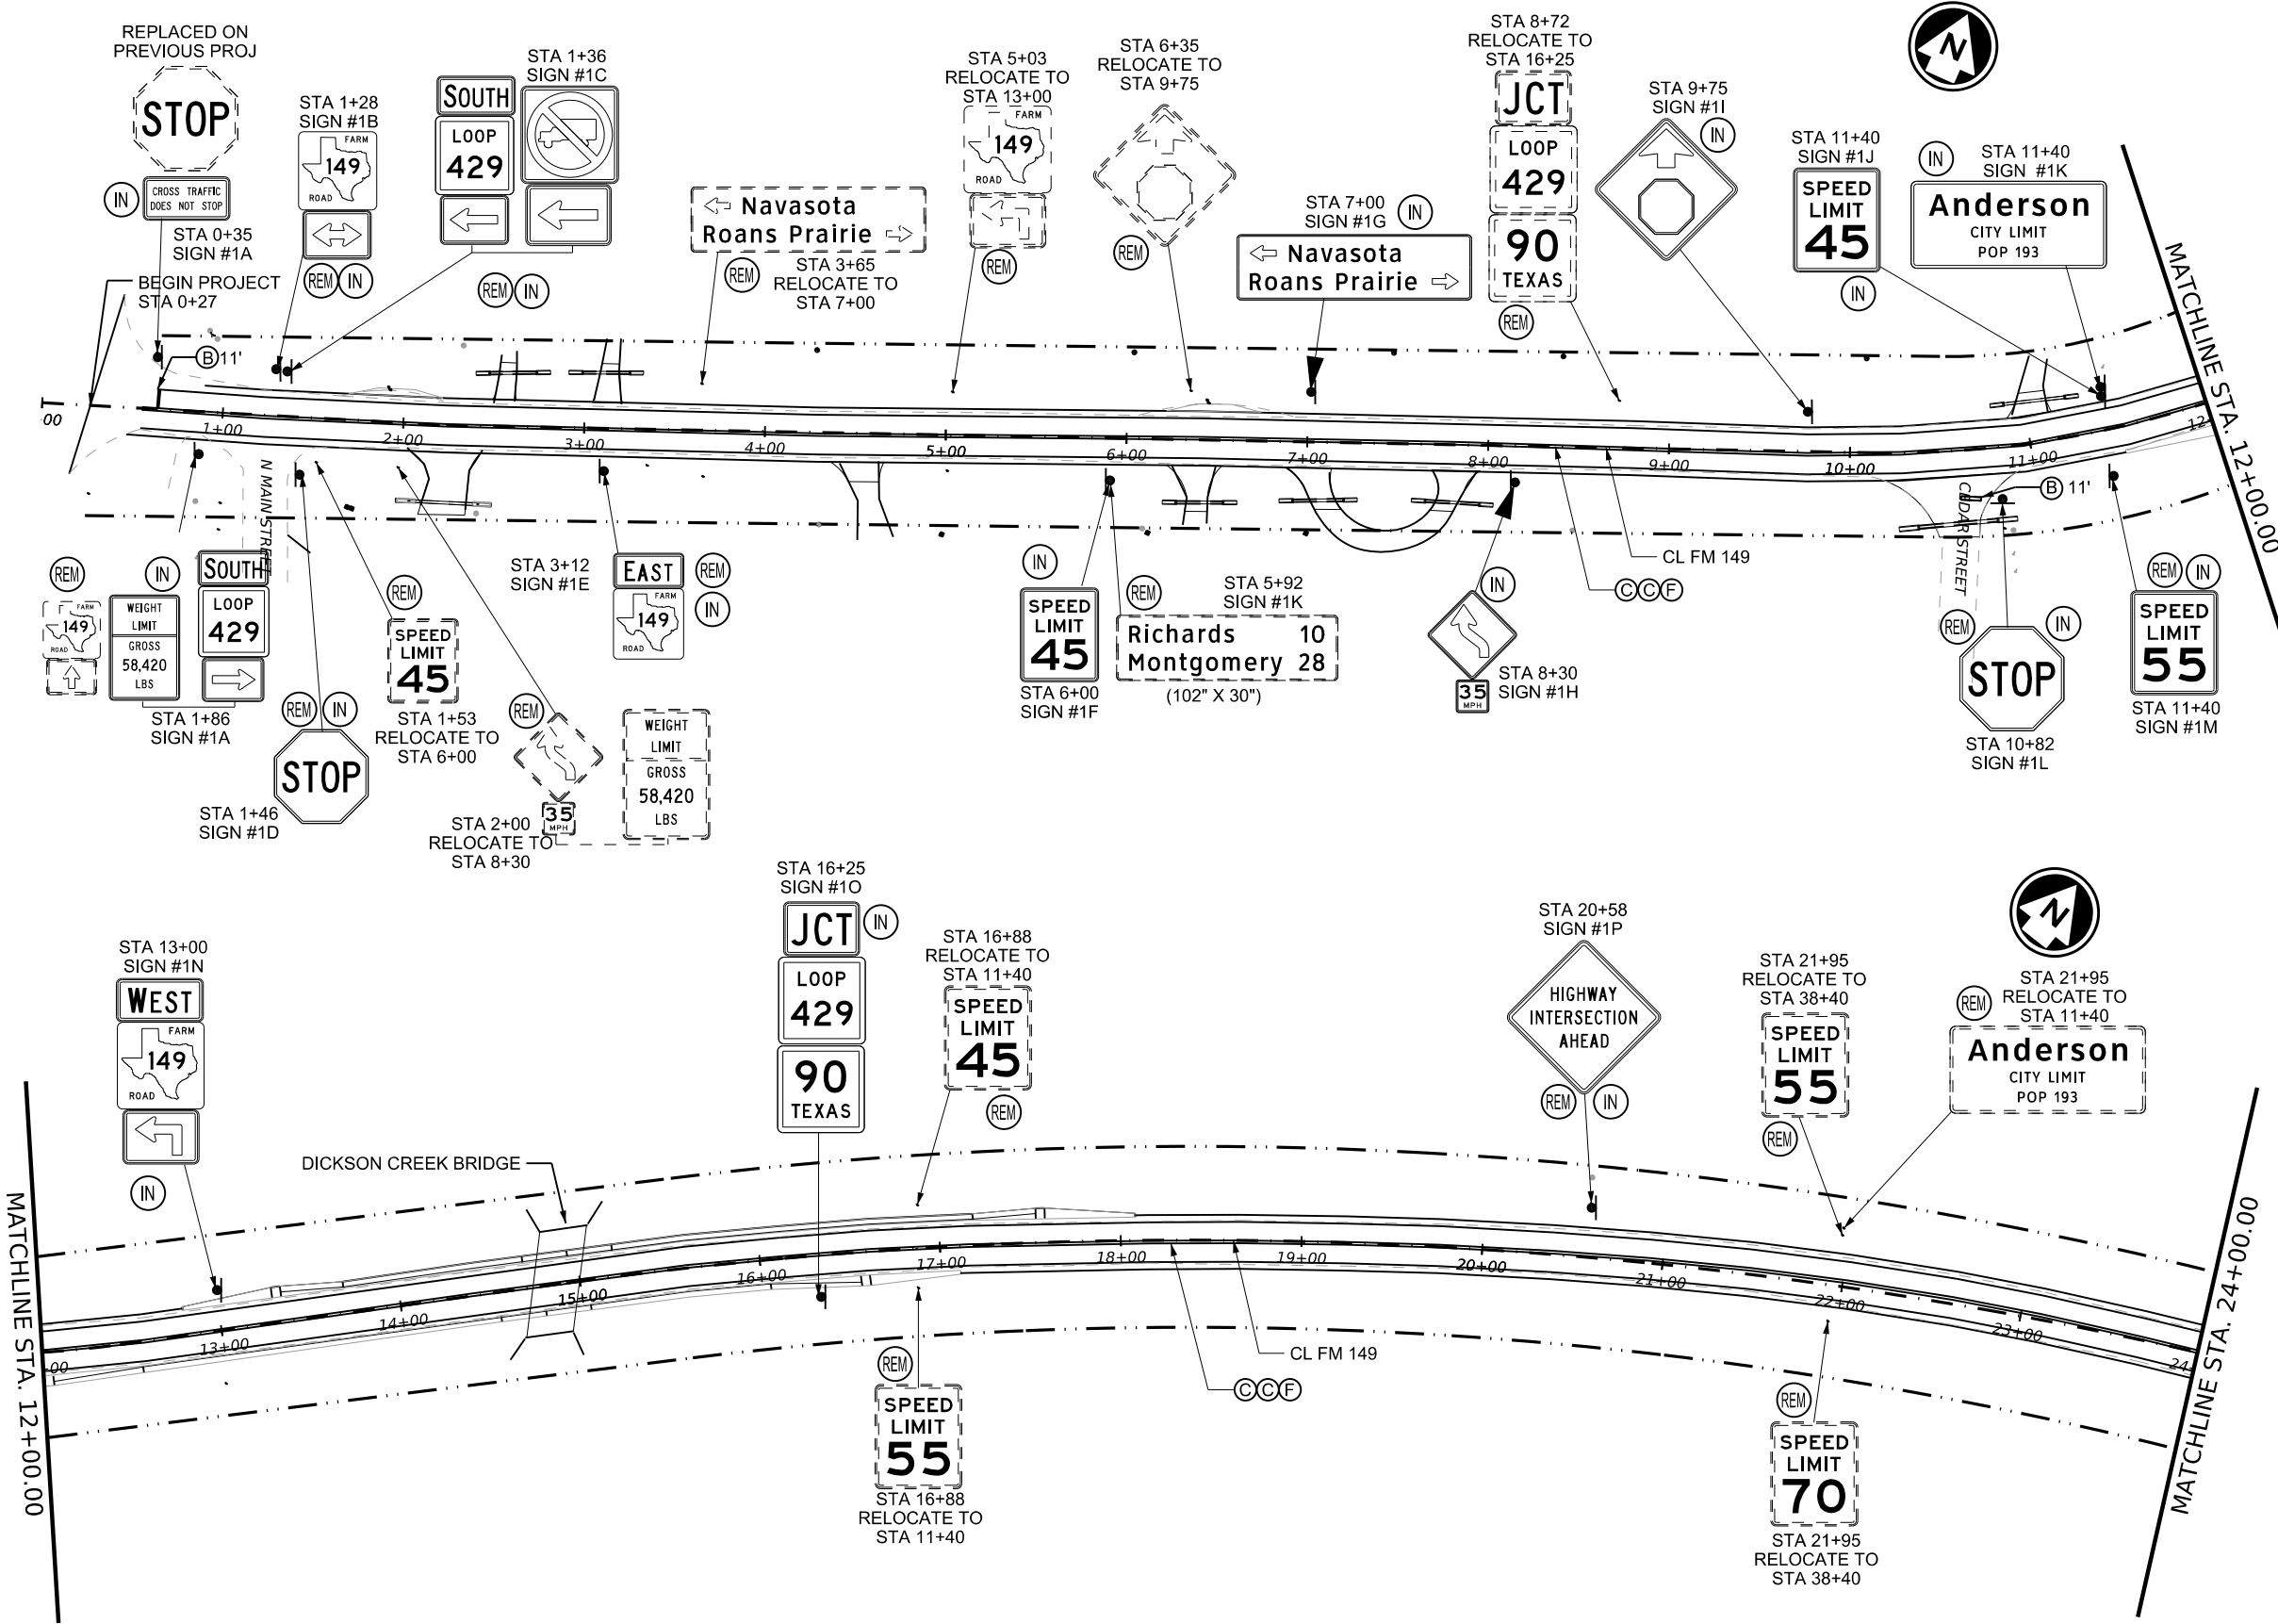 REPLACED ON
PREVIOUS PROJ
STOP
IN
CROSS TRAFFIC
DOES NOT STOP
STA 0+35
SIGN #1A
BEGIN PROJECT
STA 0+27
STA 1+28
SIGN #1B
FARM
149
ROAD
REM
IN
SOUTH
LOOP
429
STA 1+36
SIGN #1C
REM
IN
Navasota
Roans Prairie
REM
STA 3+65
RELOCATE TO
STA 7+00
STA 5+03
RELOCATE TO
STA 13+00
FARM
149
ROAD
REM
STA 6+35
RELOCATE TO
STA 9+75
REM
STA 7+00
SIGN #1G
IN
Navasota
Roans Prairie
STA 8+72
RELOCATE TO
STA 16+25
JCT
LOOP
429
90
TEXAS
REM
STA 9+75
SIGN #1I
IN
STA 11+40
SIGN #1J
SPEED
LIMIT
45
IN
IN
STA 11+40
SIGN #1K
Anderson
CITY LIMIT
POP 193
N
MATCHLINE STA. 12+00.00
B 11'
00
1+00
2+00
3+00
4+00
5+00
6+00
7+00
8+00
9+00
10+00
11+00
12
N MAIN STREET
CEDAR STREET
B 11'
CL FM 149
C C F
REM
FARM
149
ROAD
IN
WEIGHT
LIMIT
GROSS
58,420
LBS
SOUTH
LOOP
429
STA 1+86
SIGN #1A
REM
IN
STOP
STA 1+46
SIGN #1D
REM
SPEED
LIMIT
45
STA 1+53
RELOCATE TO
STA 6+00
REM
35
MPH
STA 2+00
RELOCATE TO
STA 8+30
WEIGHT
LIMIT
GROSS
58,420
LBS
STA 3+12
SIGN #1E
EAST
FARM
149
ROAD
REM
IN
IN
SPEED
LIMIT
45
STA 6+00
SIGN #1F
REM
STA 5+92
SIGN #1K
Richards 10
Montgomery 28
(102" X 30")
IN
35
MPH
STA 8+30
SIGN #1H
REM
IN
STOP
STA 10+82
SIGN #1L
REM
IN
SPEED
LIMIT
55
STA 11+40
SIGN #1M
STA 13+00
SIGN #1N
WEST
FARM
149
ROAD
IN
DICKSON CREEK BRIDGE
STA 16+25
SIGN #1O
JCT
IN
LOOP
429
90
TEXAS
STA 16+88
RELOCATE TO
STA 11+40
SPEED
LIMIT
45
REM
STA 20+58
SIGN #1P
HIGHWAY
INTERSECTION
AHEAD
REM
IN
STA 21+95
RELOCATE TO
STA 38+40
SPEED
LIMIT
55
REM
N
STA 21+95
RELOCATE TO
STA 11+40
REM
Anderson
CITY LIMIT
POP 193
MATCHLINE STA. 12+00.00
00
13+00
14+00
15+00
16+00
17+00
18+00
19+00
20+00
21+00
22+00
23+00
24
MATCHLINE STA. 24+00.00
CL FM 149
C C F
REM
SPEED
LIMIT
55
STA 16+88
RELOCATE TO
STA 11+40
REM
SPEED
LIMIT
70
STA 21+95
RELOCATE TO
STA 38+40